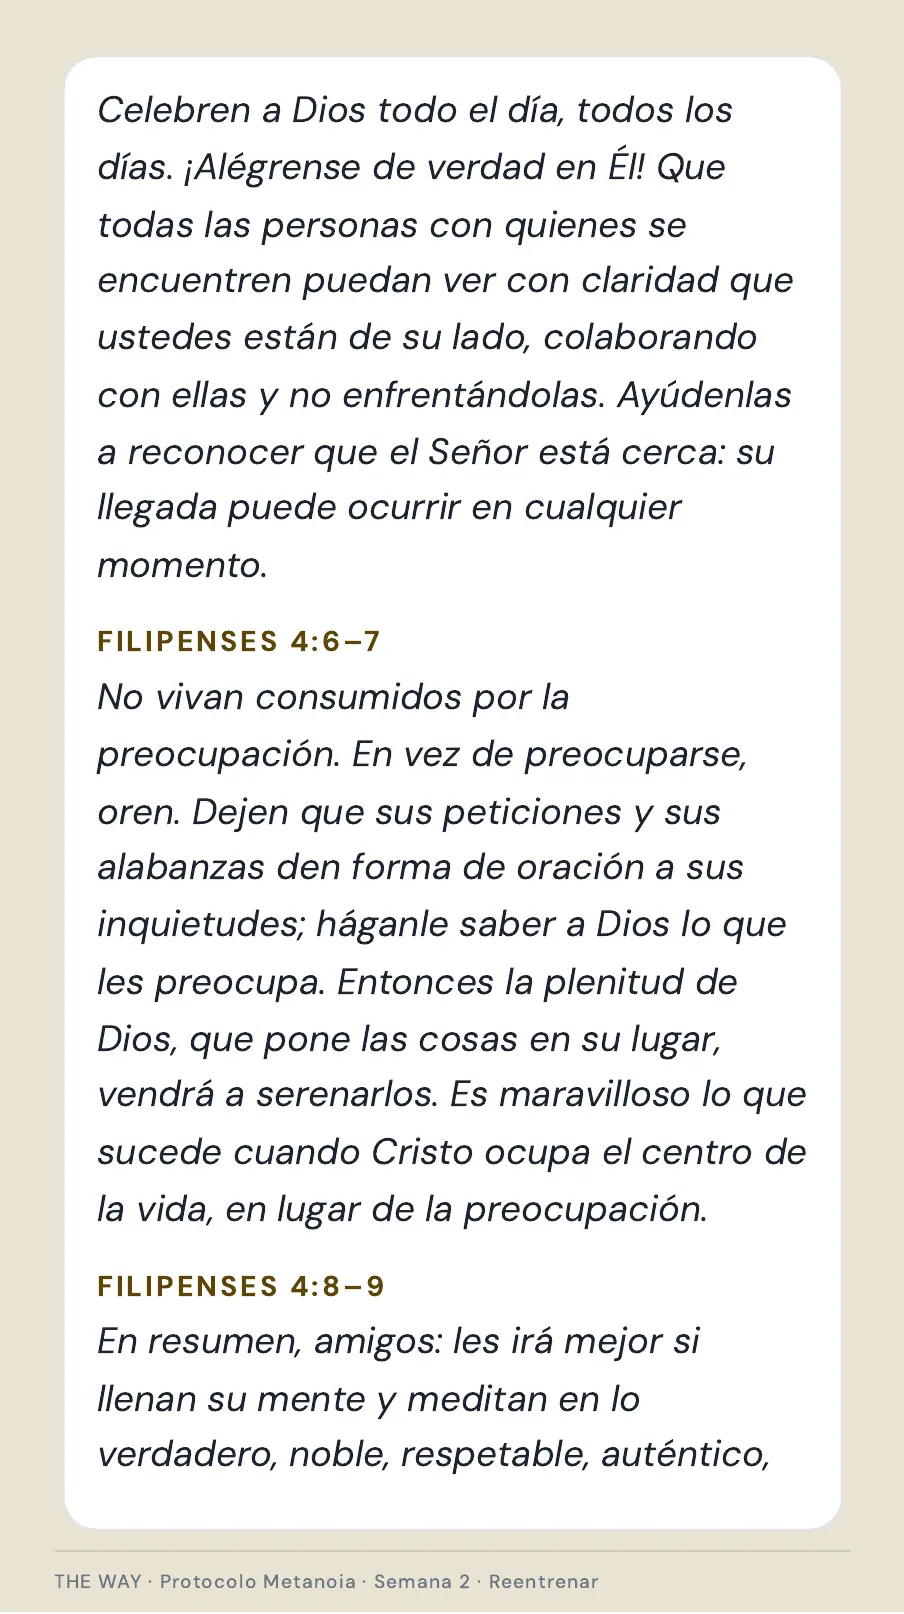 Celebren a Dios todo el día, todos los
días. ¡Alégrense de verdad en Él! Que
todas las personas con quienes se
encuentren puedan ver con claridad que
ustedes están de su lado, colaborando
con ellas y no enfrentándolas. Ayúdenlas
a reconocer que el Señor está cerca: su
llegada puede ocurrir en cualquier
momento.
FILIPENSES 4:6–7
No vivan consumidos por la
preocupación. En vez de preocuparse,
oren. Dejen que sus peticiones y sus
alabanzas den forma de oración a sus
inquietudes; háganle saber a Dios lo que
les preocupa. Entonces la plenitud de
Dios, que pone las cosas en su lugar,
vendrá a serenarlos. Es maravilloso lo que
sucede cuando Cristo ocupa el centro de
la vida, en lugar de la preocupación.
FILIPENSES 4:8–9
En resumen, amigos: les irá mejor si
llenan su mente y meditan en lo
verdadero, noble, respetable, auténtico,
THE WAY · Protocolo Metanoia · Semana 2 · Reentrenar